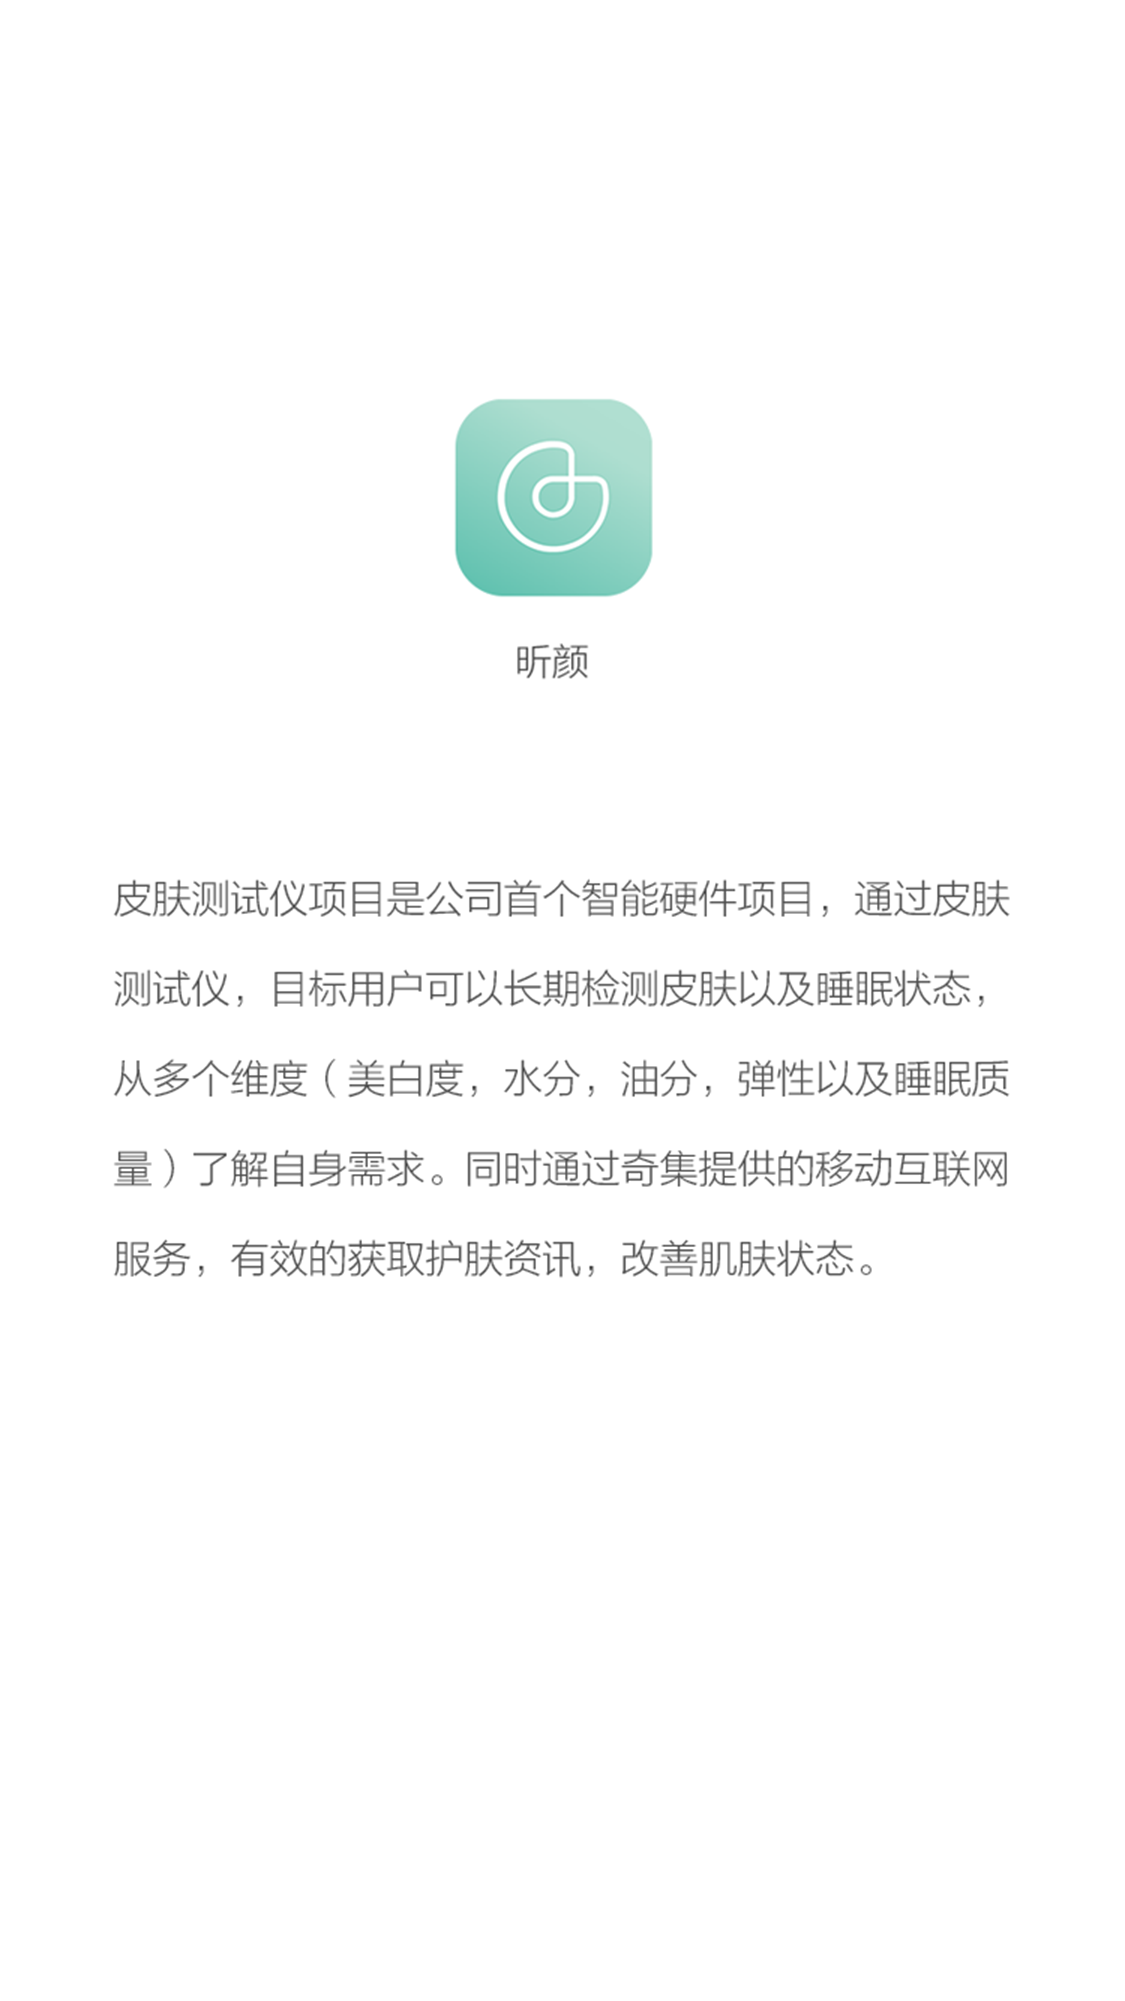 昕颜
皮肤测试仪项目是公司首个智能硬件项目，通过皮肤
测试仪，目标用户可以长期检测皮肤以及睡眠状态，
从多个维度（美白度，水分，油分，弹性以及睡眠质
量）了解自身需求。同时通过奇集提供的移动互联网
服务，有效的获取护肤资讯，改善肌肤状态。